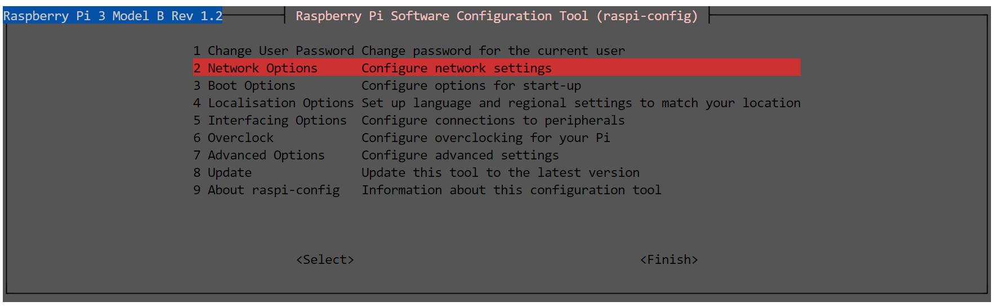 Raspberry Pi 3 Model B Rev 1.2 Raspberry Pi Software Configuration Tool (raspi-config)
1 Change User Password Change password for the current user
2 Network Options Configure network settings
3 Boot Options Configure options for start-up
4 Localisation Options Set up language and regional settings to match your location
5 Interfacing Options Configure connections to peripherals
6 Overclock Configure overclocking for your Pi
7 Advanced Options Configure advanced settings
8 Update Update this tool to the latest version
9 About raspi-config Information about this configuration tool
<Select> <Finish>